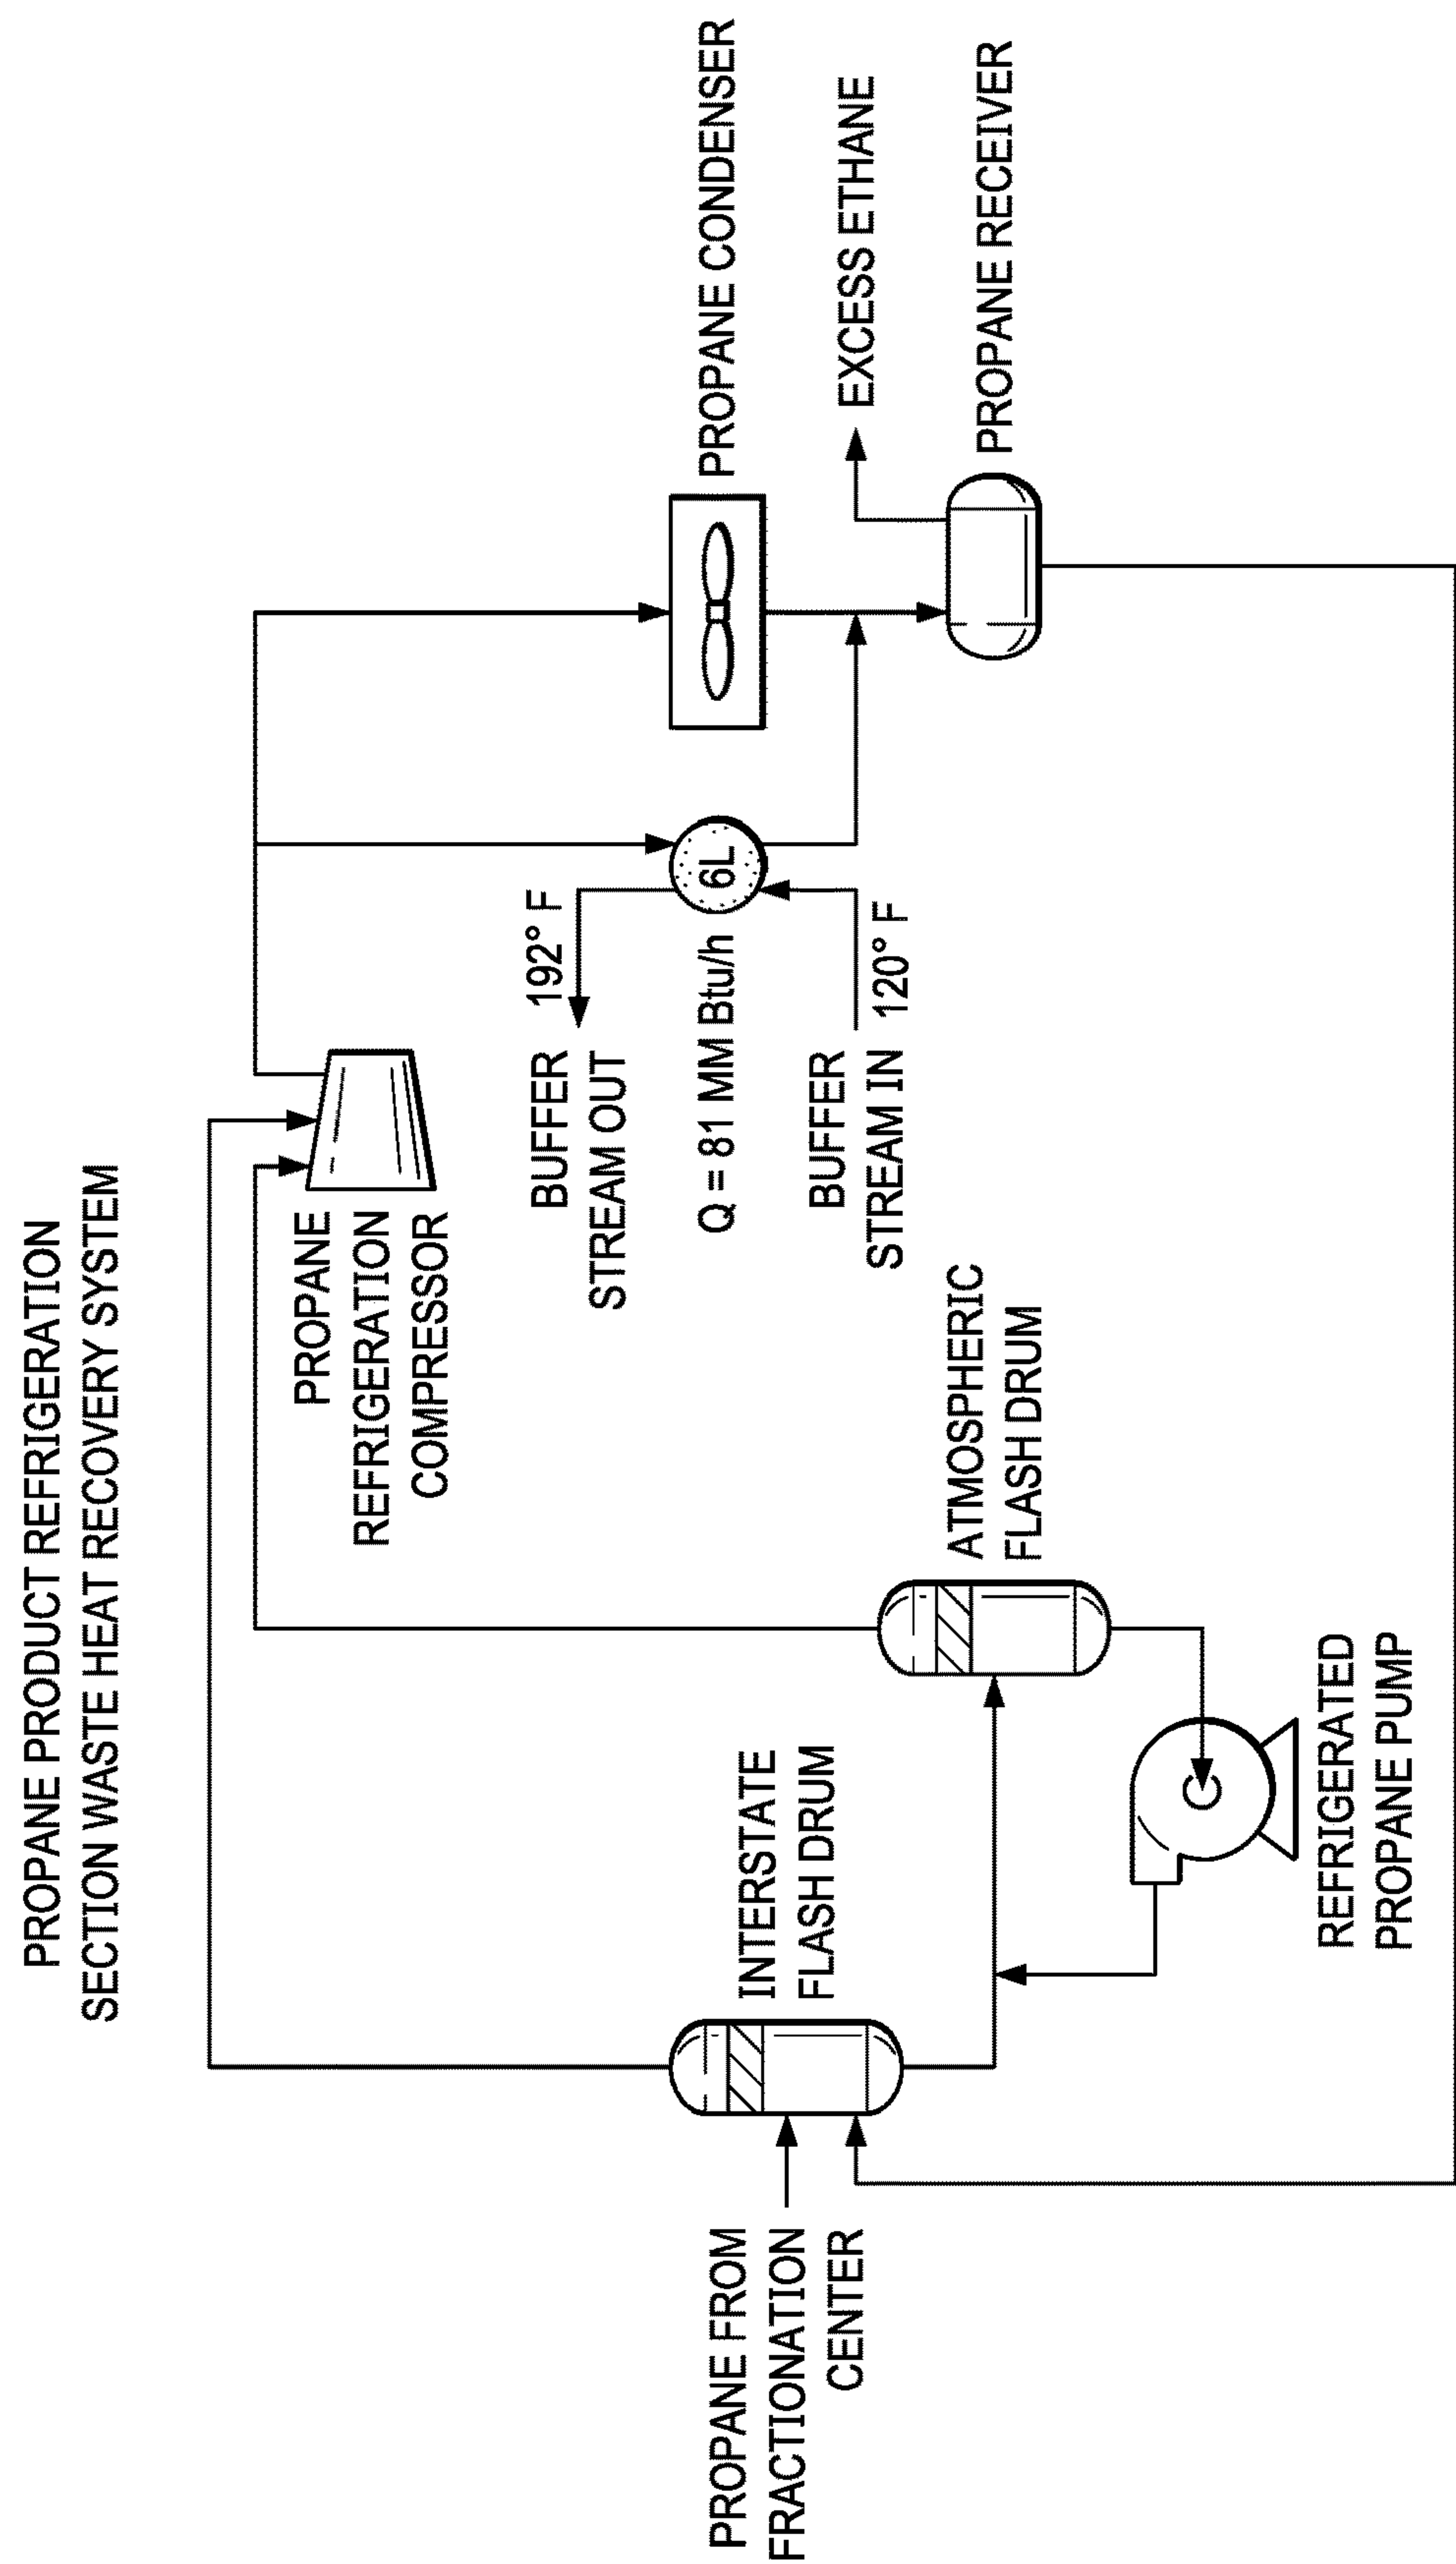 PROPANE PRODUCT REFRIGERATION
SECTION WASTE HEAT RECOVERY SYSTEM
PROPANE
REFRIGERATION
COMPRESSOR
192° F
BUFFER
STREAM OUT
6L
Q = 81 MM Btu/h
BUFFER
STREAM IN
120° F
PROPANE CONDENSER
EXCESS ETHANE
PROPANE RECEIVER
ATMOSPHERIC
FLASH DRUM
INTERSTATE
FLASH DRUM
REFRIGERATED
PROPANE PUMP
PROPANE FROM
FRACTIONATION
CENTER